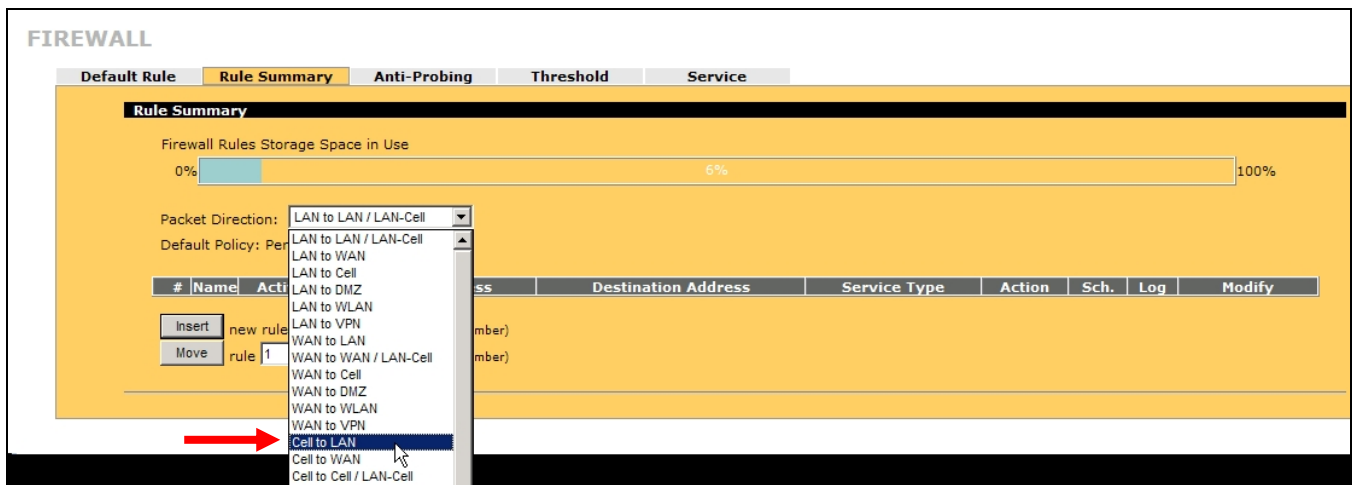 FIREWALL
Default Rule Rule Summary Anti-Probing Threshold Service
Rule Summary
Firewall Rules Storage Space in Use
0% 6% 100%
Packet Direction: LAN to LAN / LAN-Cell
Default Policy:
LAN to LAN / LAN-Cell
LAN to WAN
LAN to Cell
LAN to DMZ
LAN to WLAN
LAN to VPN
WAN to LAN
WAN to WAN / LAN-Cell
WAN to Cell
WAN to DMZ
WAN to WLAN
WAN to VPN
Cell to LAN
Cell to WAN
Cell to Cell / LAN-Cell
# Name Destination Address Service Type Action Sch. Log Modify
Insert new rule
Move rule 1